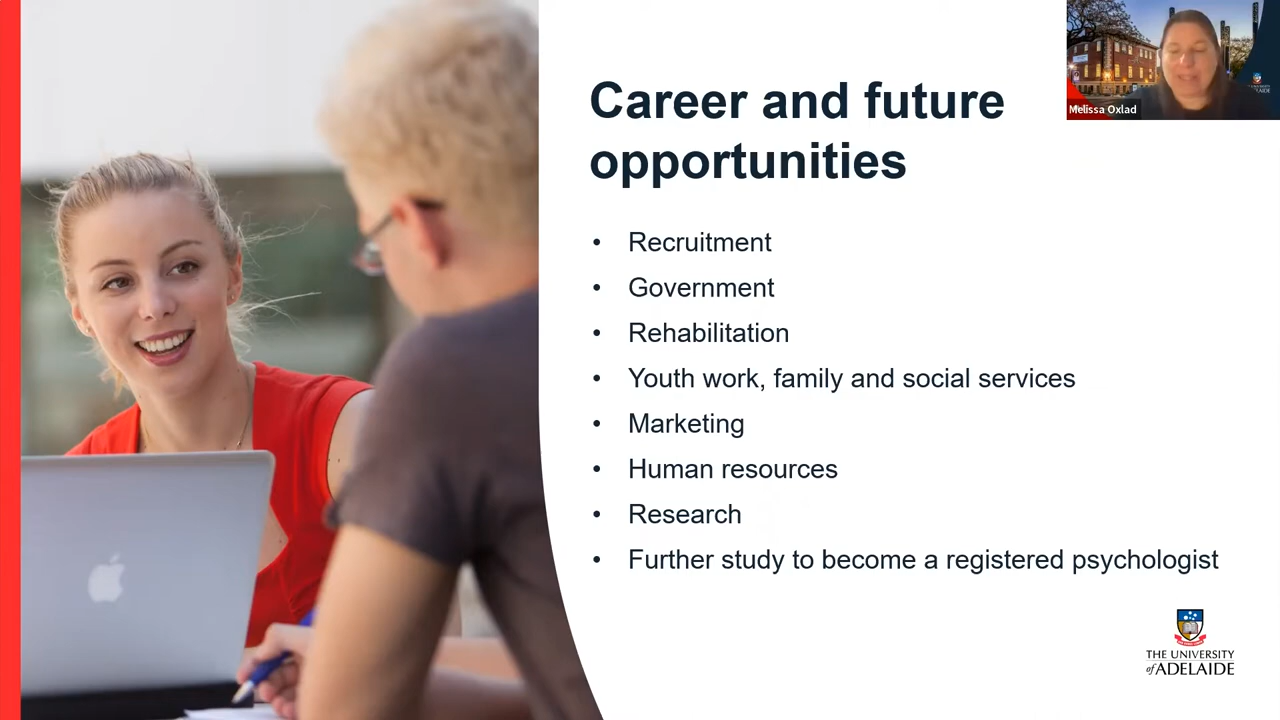 Career and future
opportunities
Melissa Oxlad
• Recruitment
• Government
• Rehabilitation
• Youth work, family and social services
• Marketing
• Human resources
• Research
• Further study to become a registered psychologist
THE UNIVERSITY
of ADELAIDE